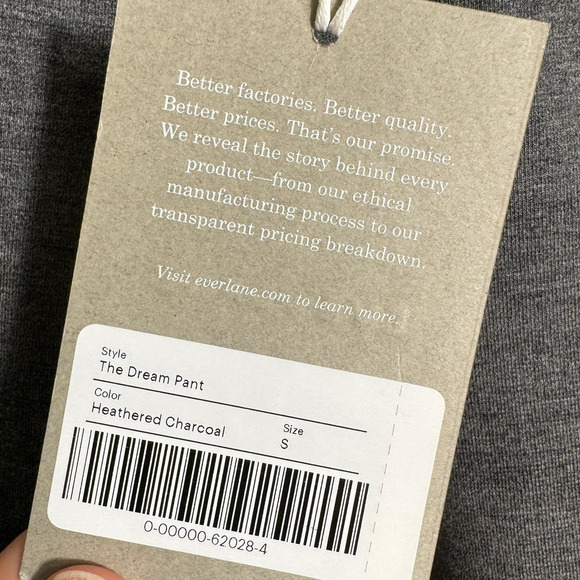 Better factories. Better quality.
Better prices. That's our promise.
We reveal the story behind every
product—from our ethical
manufacturing process to our
transparent pricing breakdown.
Visit everlane.com to learn more.
Style
The Dream Pant
Color
Heathered Charcoal
Size
S
0-00000-62028-4